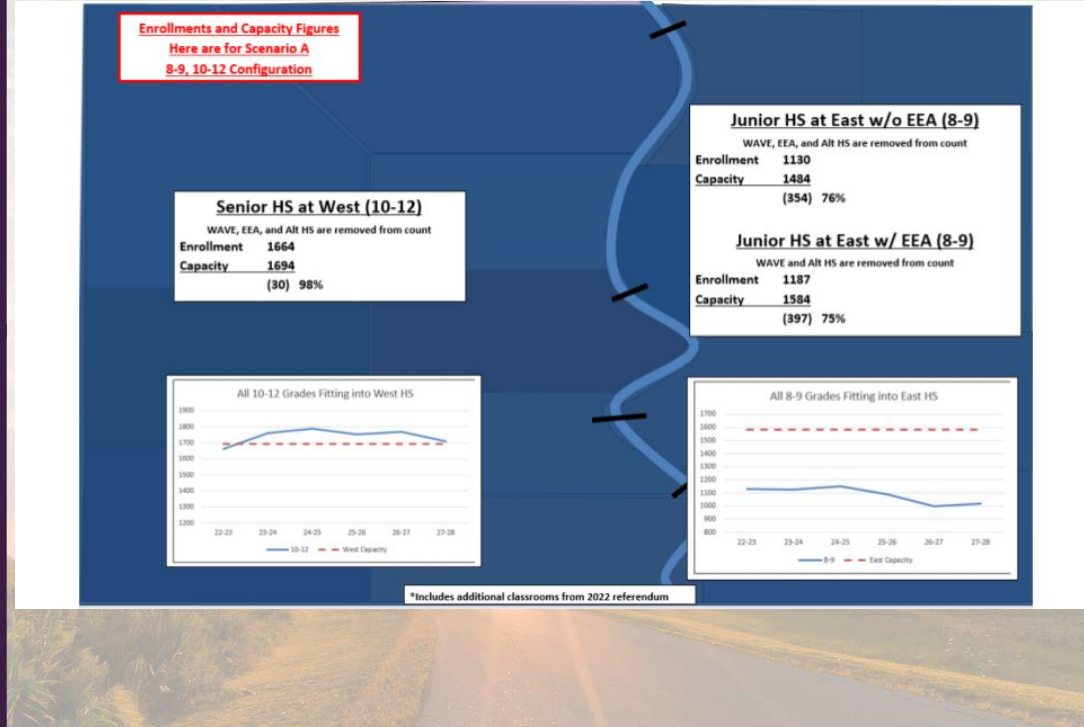 Enrollments and Capacity Figures
Here are for Scenario A
8-9, 10-12 Configuration
Senior HS at West (10-12)
WAVE, EEA, and Alt HS are removed from count
Enrollment 1664
Capacity 1694
(30) 98%
Junior HS at East w/o EEA (8-9)
WAVE, EEA, and Alt HS are removed from count
Enrollment 1130
Capacity 1484
(354) 76%
Junior HS at East w/ EEA (8-9)
WAVE and Alt HS are removed from count
Enrollment 1187
Capacity 1584
(397) 75%
All 10-12 Grades Fitting into West HS
1900
1800
1700
1600
1500
1400
1300
1200
22-23 23-24 24-25 25-26 26-27 27-28
10-12 West Capacity
All 8-9 Grades Fitting into East HS
1700
1600
1500
1400
1300
1200
1100
1000
900
800
22-23 23-24 24-25 25-26 26-27 27-28
8-9 East Capacity
*Includes additional classrooms from 2022 referendum